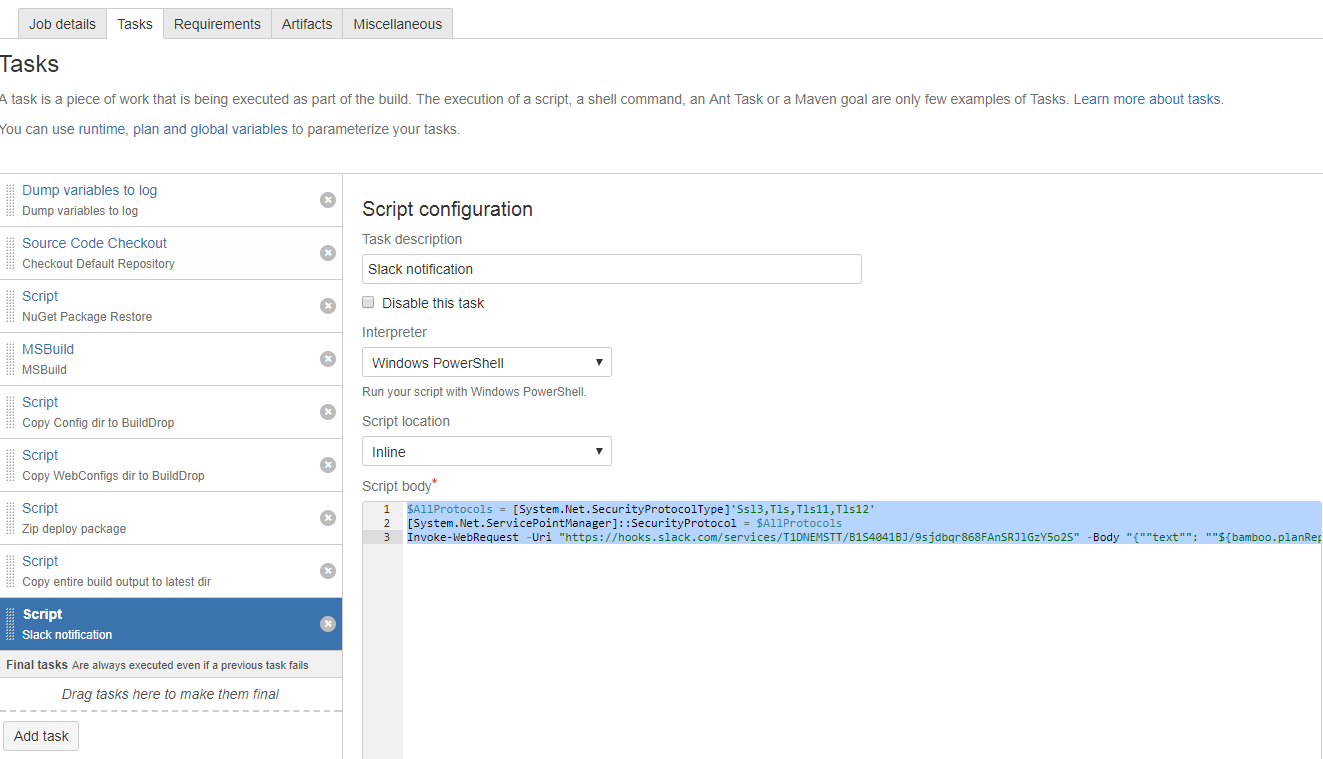 Job details
Tasks
Requirements
Artifacts
Miscellaneous
Tasks
A task is a piece of work that is being executed as part of the build. The execution of a script, a shell command, an Ant Task or a Maven goal are only few examples of Tasks. Learn more about tasks.
You can use runtime, plan and global variables to parameterize your tasks.
Dump variables to log
Dump variables to log
Source Code Checkout
Checkout Default Repository
Script
NuGet Package Restore
MSBuild
MSBuild
Script
Copy Config dir to BuildDrop
Script
Copy WebConfigs dir to BuildDrop
Script
Zip deploy package
Script
Copy entire build output to latest dir
Script
Slack notification
Final tasks Are always executed even if a previous task fails
Drag tasks here to make them final
Add task
Script configuration
Task description
Slack notification
Disable this task
Interpreter
Windows PowerShell
Run your script with Windows PowerShell.
Script location
Inline
Script body*
1 $AllProtocols = [System.Net.SecurityProtocolType]'Ssl3,Tls,Tls11,Tls12'
2 [System.Net.ServicePointManager]::SecurityProtocol = $AllProtocols
3 Invoke-WebRequest -Uri "https://hooks.slack.com/services/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" -Body "{""text"": ""${bamboo.planRep